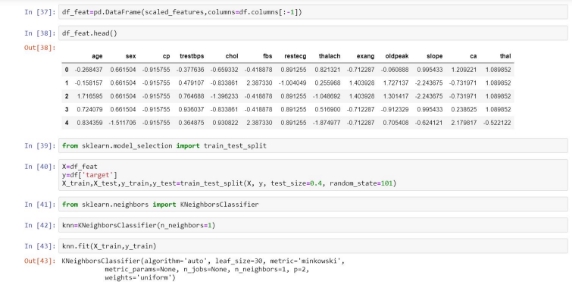 In [37]: df_feat=pd.DataFrame(scaled_features,columns=df.columns[:-1])
In [38]: df_feat.head()
Out[38]:
age sex cp trestbps chol fbs restecg thalach exang oldpeak slope ca thal
0 -0.268437 0.661504 -0.915755 -0.377636 -0.659332 -0.418878 0.891255 0.821321 -0.712287 -0.060888 0.995433 1.209221 1.089852
1 -0.158157 0.661504 -0.915755 0.479107 -0.833861 2.387330 -1.004049 0.255968 1.403928 1.727137 -2.243675 -0.731971 1.089852
2 1.716595 0.661504 -0.915755 0.764688 -1.396233 -0.418878 0.891255 -1.048692 1.403928 1.301417 -2.243675 -0.731971 1.089852
3 0.724079 0.661504 -0.915755 0.936037 -0.833861 -0.418878 0.891255 0.516900 -0.712287 -0.912329 0.995433 0.238625 1.089852
4 0.834359 -1.511706 -0.915755 0.364875 0.930822 2.387330 0.891255 -1.874977 -0.712287 0.705408 -0.624121 2.179817 -0.522122
In [39]: from sklearn.model_selection import train_test_split
In [40]: X=df_feat
y=df['target']
X_train,X_test,y_train,y_test=train_test_split(X, y, test_size=0.4, random_state=101)
In [41]: from sklearn.neighbors import KNeighborsClassifier
In [42]: knn=KNeighborsClassifier(n_neighbors=1)
In [43]: knn.fit(X_train,y_train)
Out[43]: KNeighborsClassifier(algorithm='auto', leaf_size=30, metric='minkowski',
metric_params=None, n_jobs=None, n_neighbors=1, p=2,
weights='uniform')